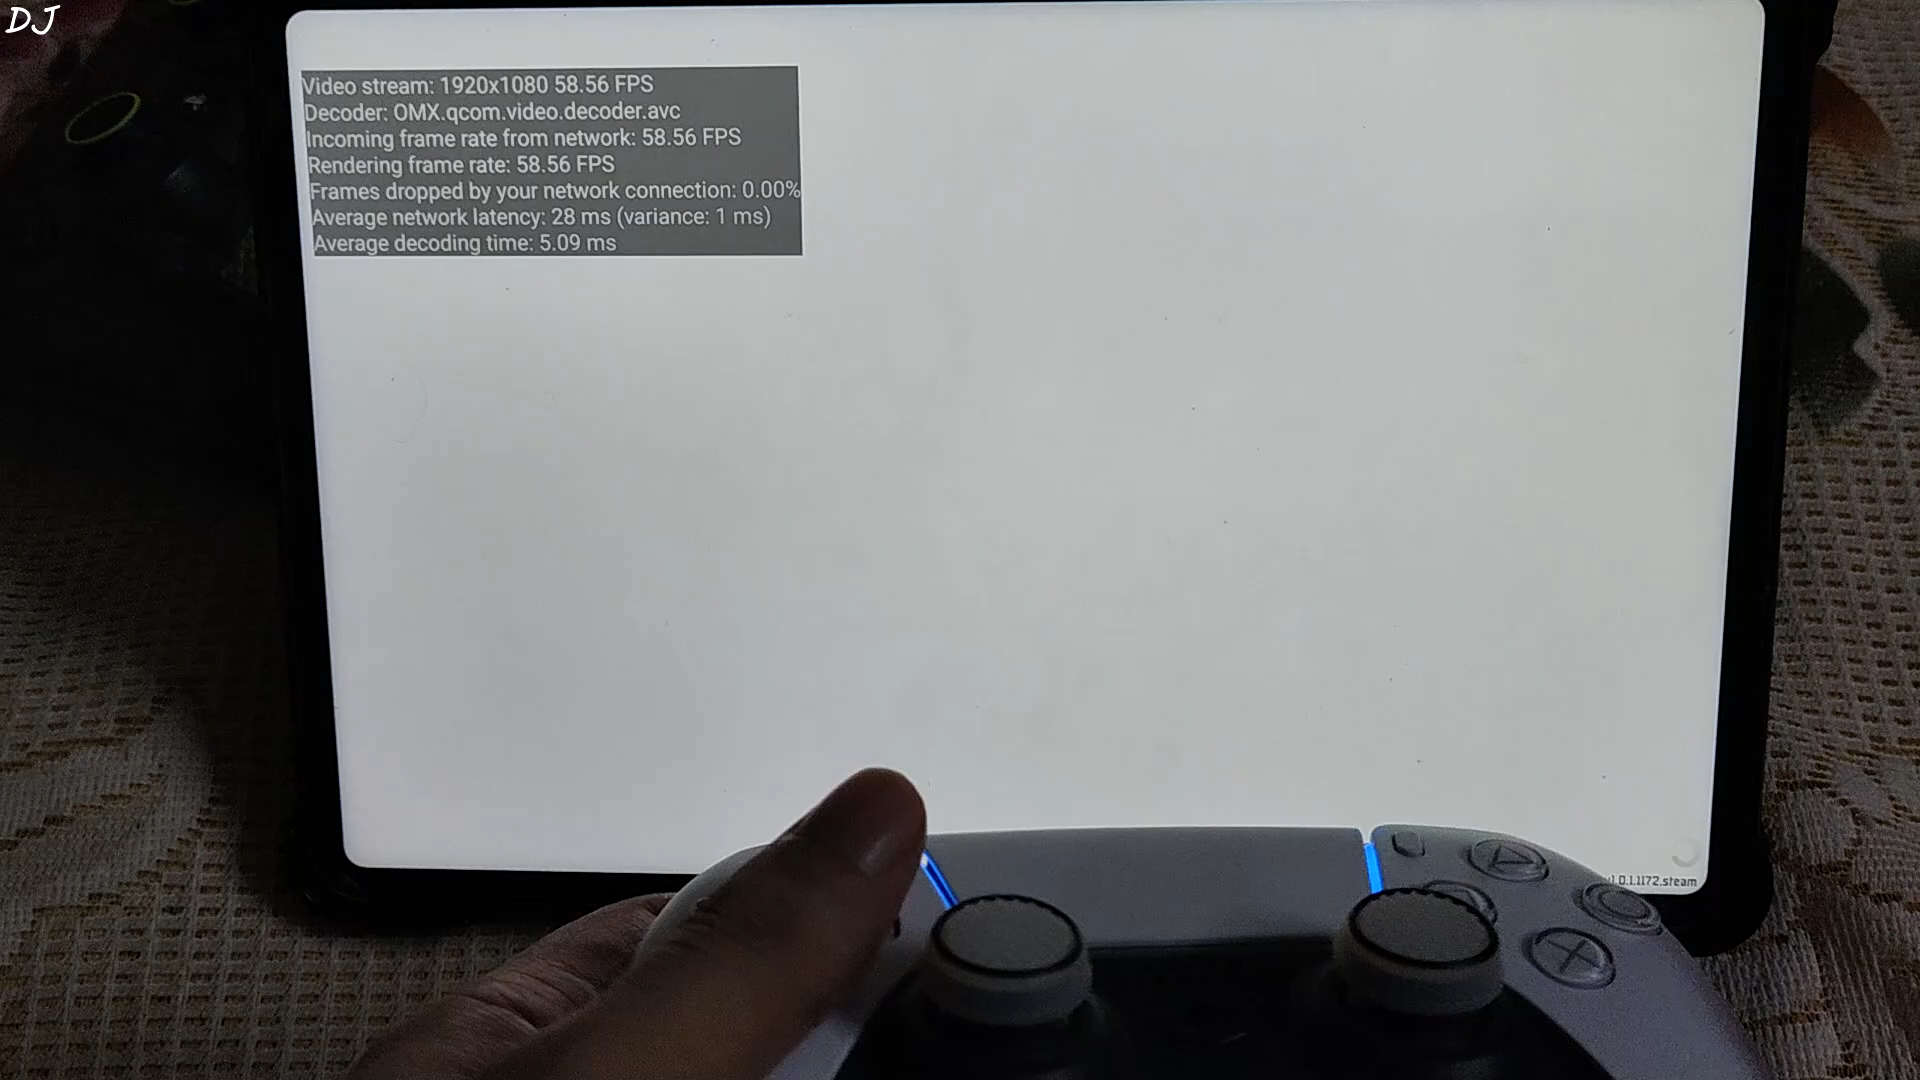 DJ
Video stream: 1920x1080 58.56 FPS
Decoder: OMX.qcom.video.decoder.avc
Incoming frame rate from network: 58.56 FPS
Rendering frame rate: 58.56 FPS
Frames dropped by your network connection: 0.00%
Average network latency: 28 ms (variance: 1 ms)
Average decoding time: 5.09 ms
v1.0.1.1172.steam